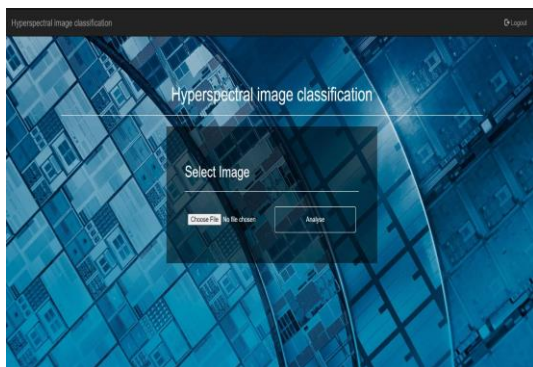 Hyperspectral image classification
Logout
Hyperspectral image classification
Select Image
Choose File No file chosen
Analyse